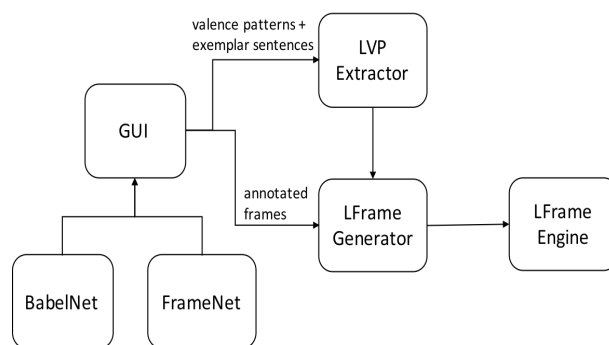 valence patterns +
exemplar sentences
LVP
Extractor
GUI
annotated
frames
LFrame
Generator
LFrame
Engine
BabelNet
FrameNet